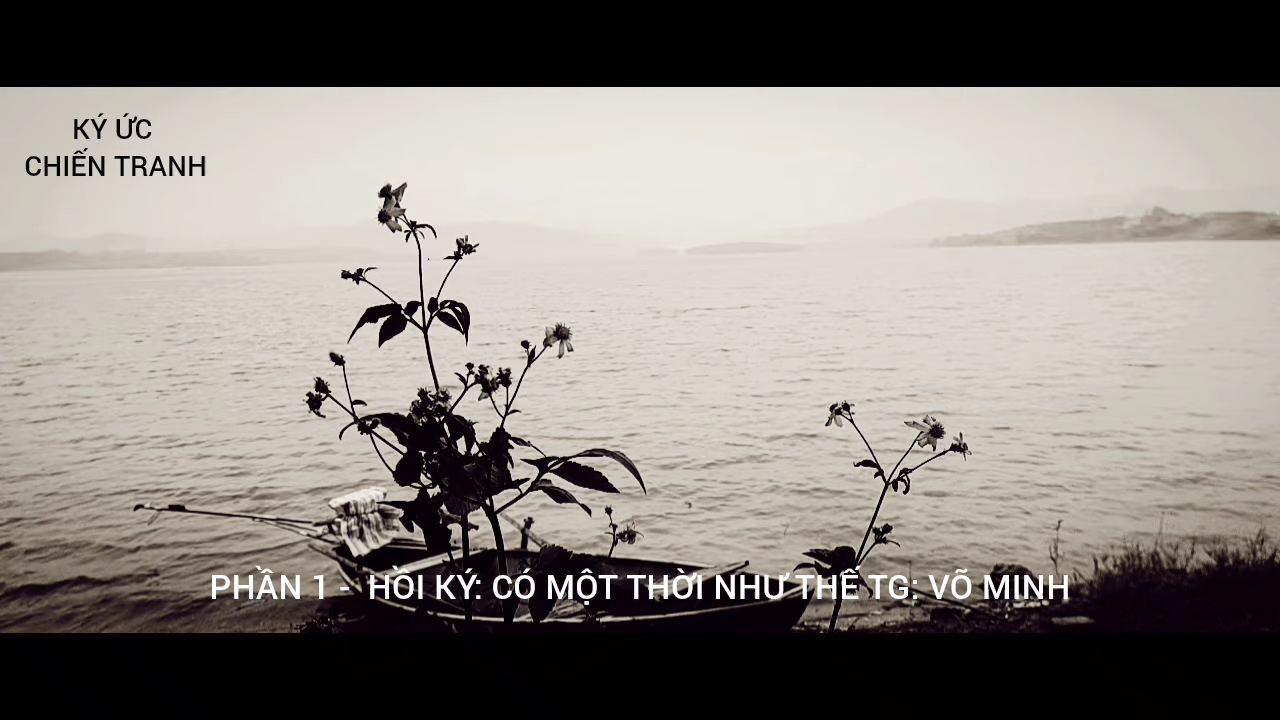 KÝ ỨC
CHIẾN TRANH
PHẦN 1 -  HỒI KÝ: CÓ MỘT THỜI NHƯ THẾ TG: VÕ MINH